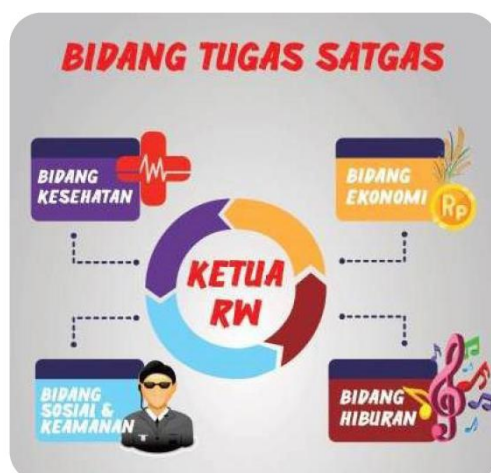 BIDANG TUGAS SATGAS
BIDANG
KESEHATAN
BIDANG
EKONOMI
Rp
KETUA
RW
BIDANG
SOSIAL &
KEAMANAN
BIDANG
HIBURAN